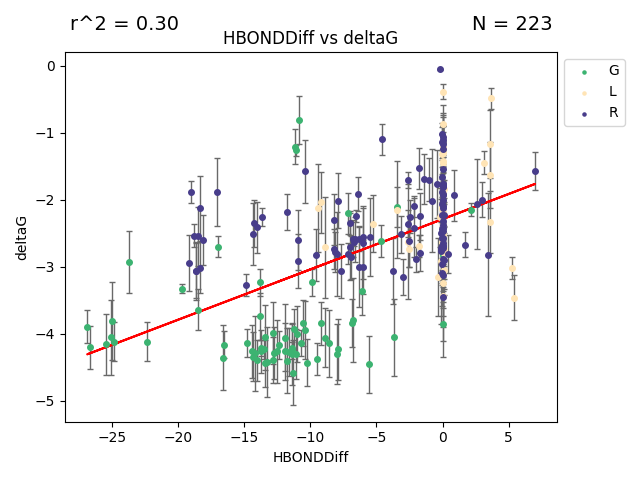 r^2 = 0.30 N = 223
HBONDDiff vs deltaG
G
L
R
deltaG
0
−1
−2
−3
−4
−5
−25 −20 −15 −10 −5 0 5
HBONDDiff